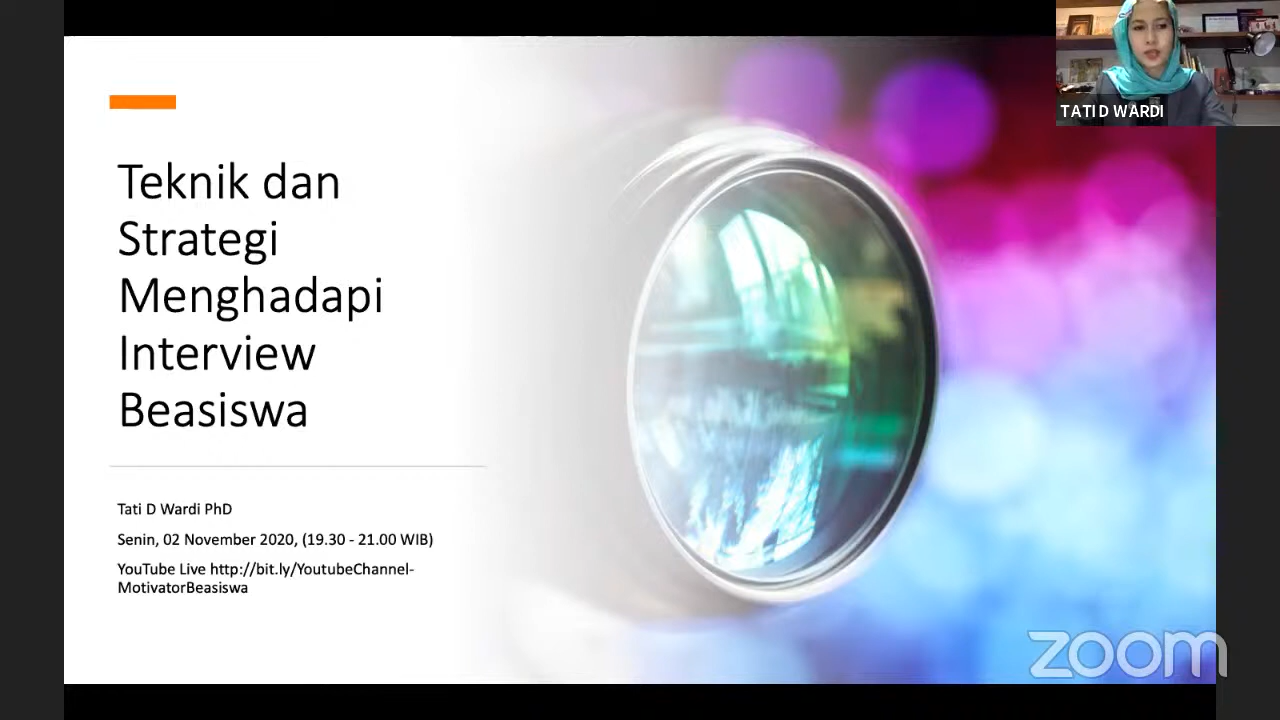 Teknik dan
Strategi
Menghadapi
Interview
Beasiswa
Tati D Wardi PhD
Senin, 02 November 2020, (19.30 - 21.00 WIB)
YouTube Live http://bit.ly/YoutubeChannel-
MotivatorBeasiswa
TATI D WARDI
zoom